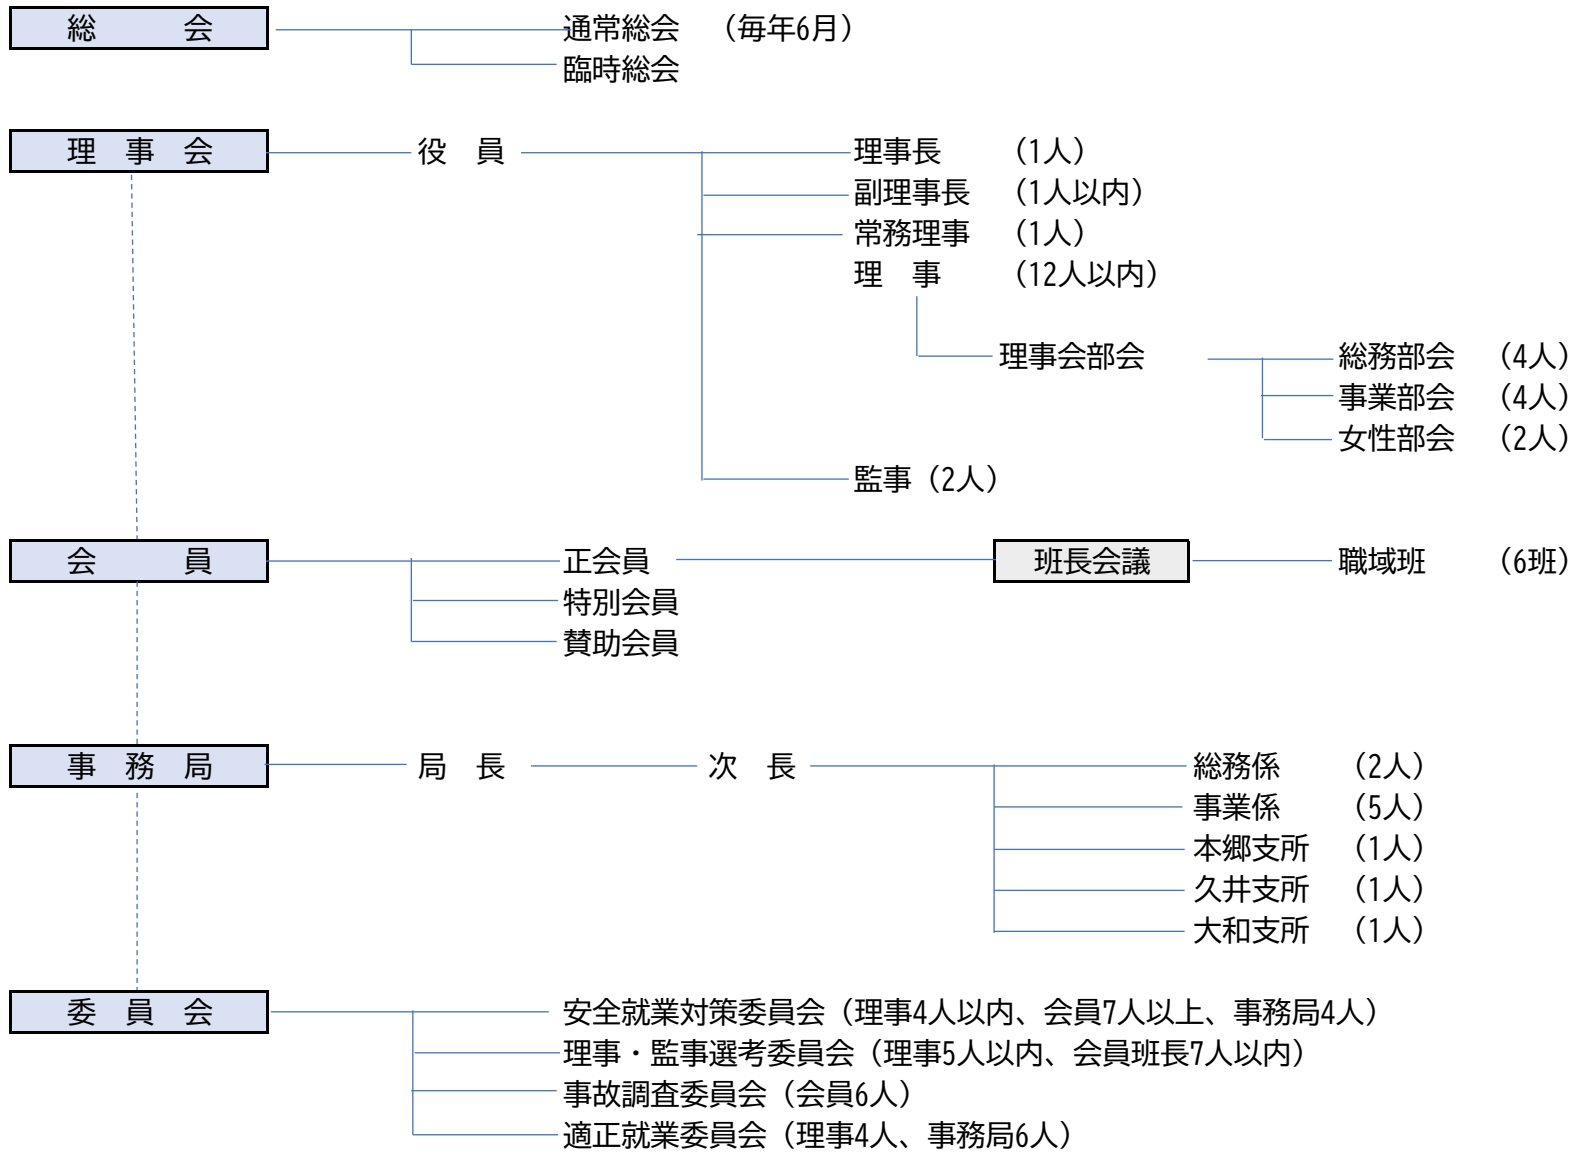 総　　会　通常総会　（毎年6月）
臨時総会
理　事　会　役　員　理事長　（1人）
副理事長　（1人以内）
常務理事　（1人）
理　事　（12人以内）
理事会部会　総務部会　（4人）
事業部会　（4人）
女性部会　（2人）
監事（2人）
会　　員　正会員　班長会議　職域班　（6班）
特別会員
賛助会員
事　務　局　局　長　次　長　総務係　（2人）
事業係　（5人）
本郷支所　（1人）
久井支所　（1人）
大和支所　（1人）
委　員　会　安全就業対策委員会（理事4人以内、会員7人以上、事務局4人）
理事・監事選考委員会（理事5人以内、会員班長7人以内）
事故調査委員会（会員6人）
適正就業委員会（理事4人、事務局6人）